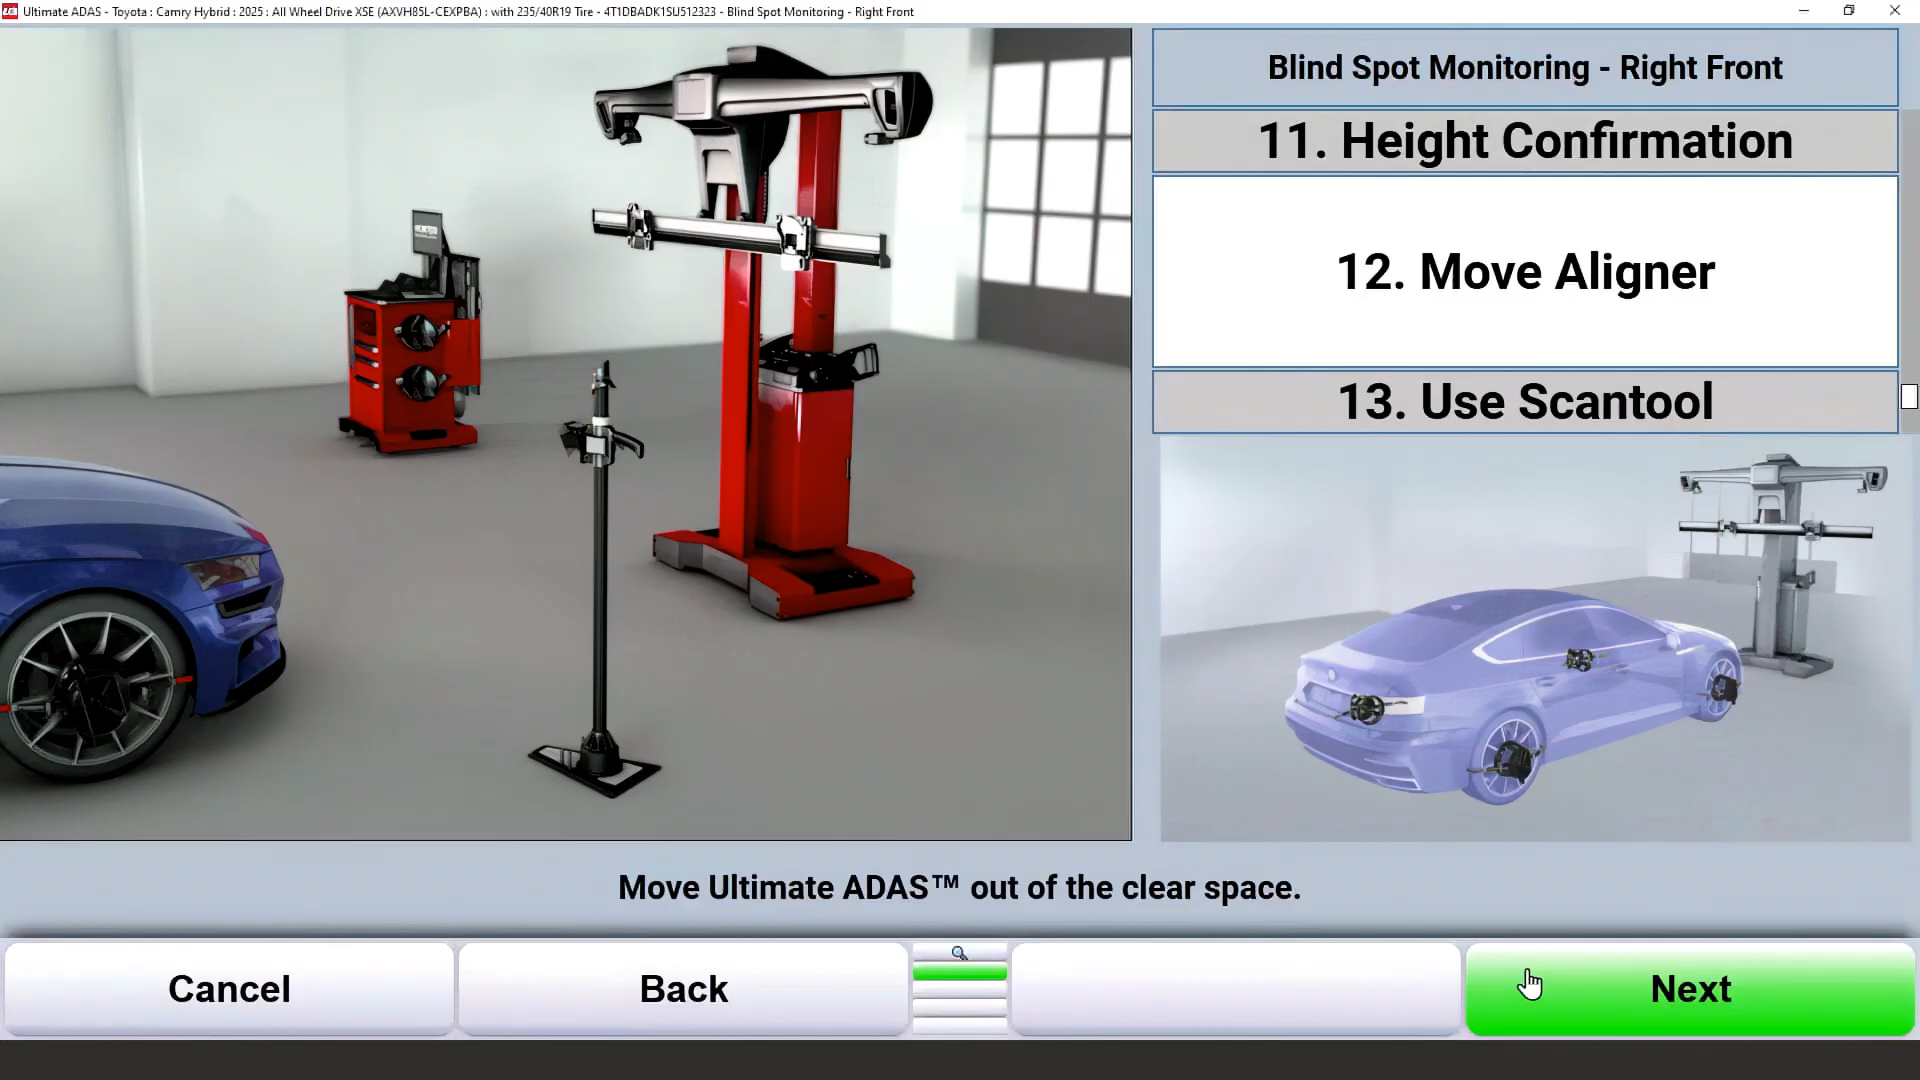 Ultimate ADAS - Toyota : Camry Hybrid : 2025 : All Wheel Drive XSE (AXVH85L-CEXPBA) : with 235/40R19 Tire - 4T1DBADK1SU512323 - Blind Spot Monitoring - Right Front
Blind Spot Monitoring - Right Front
11. Height Confirmation
12. Move Aligner
13. Use Scantool
Move Ultimate ADAS™ out of the clear space.
Cancel
Back
Next